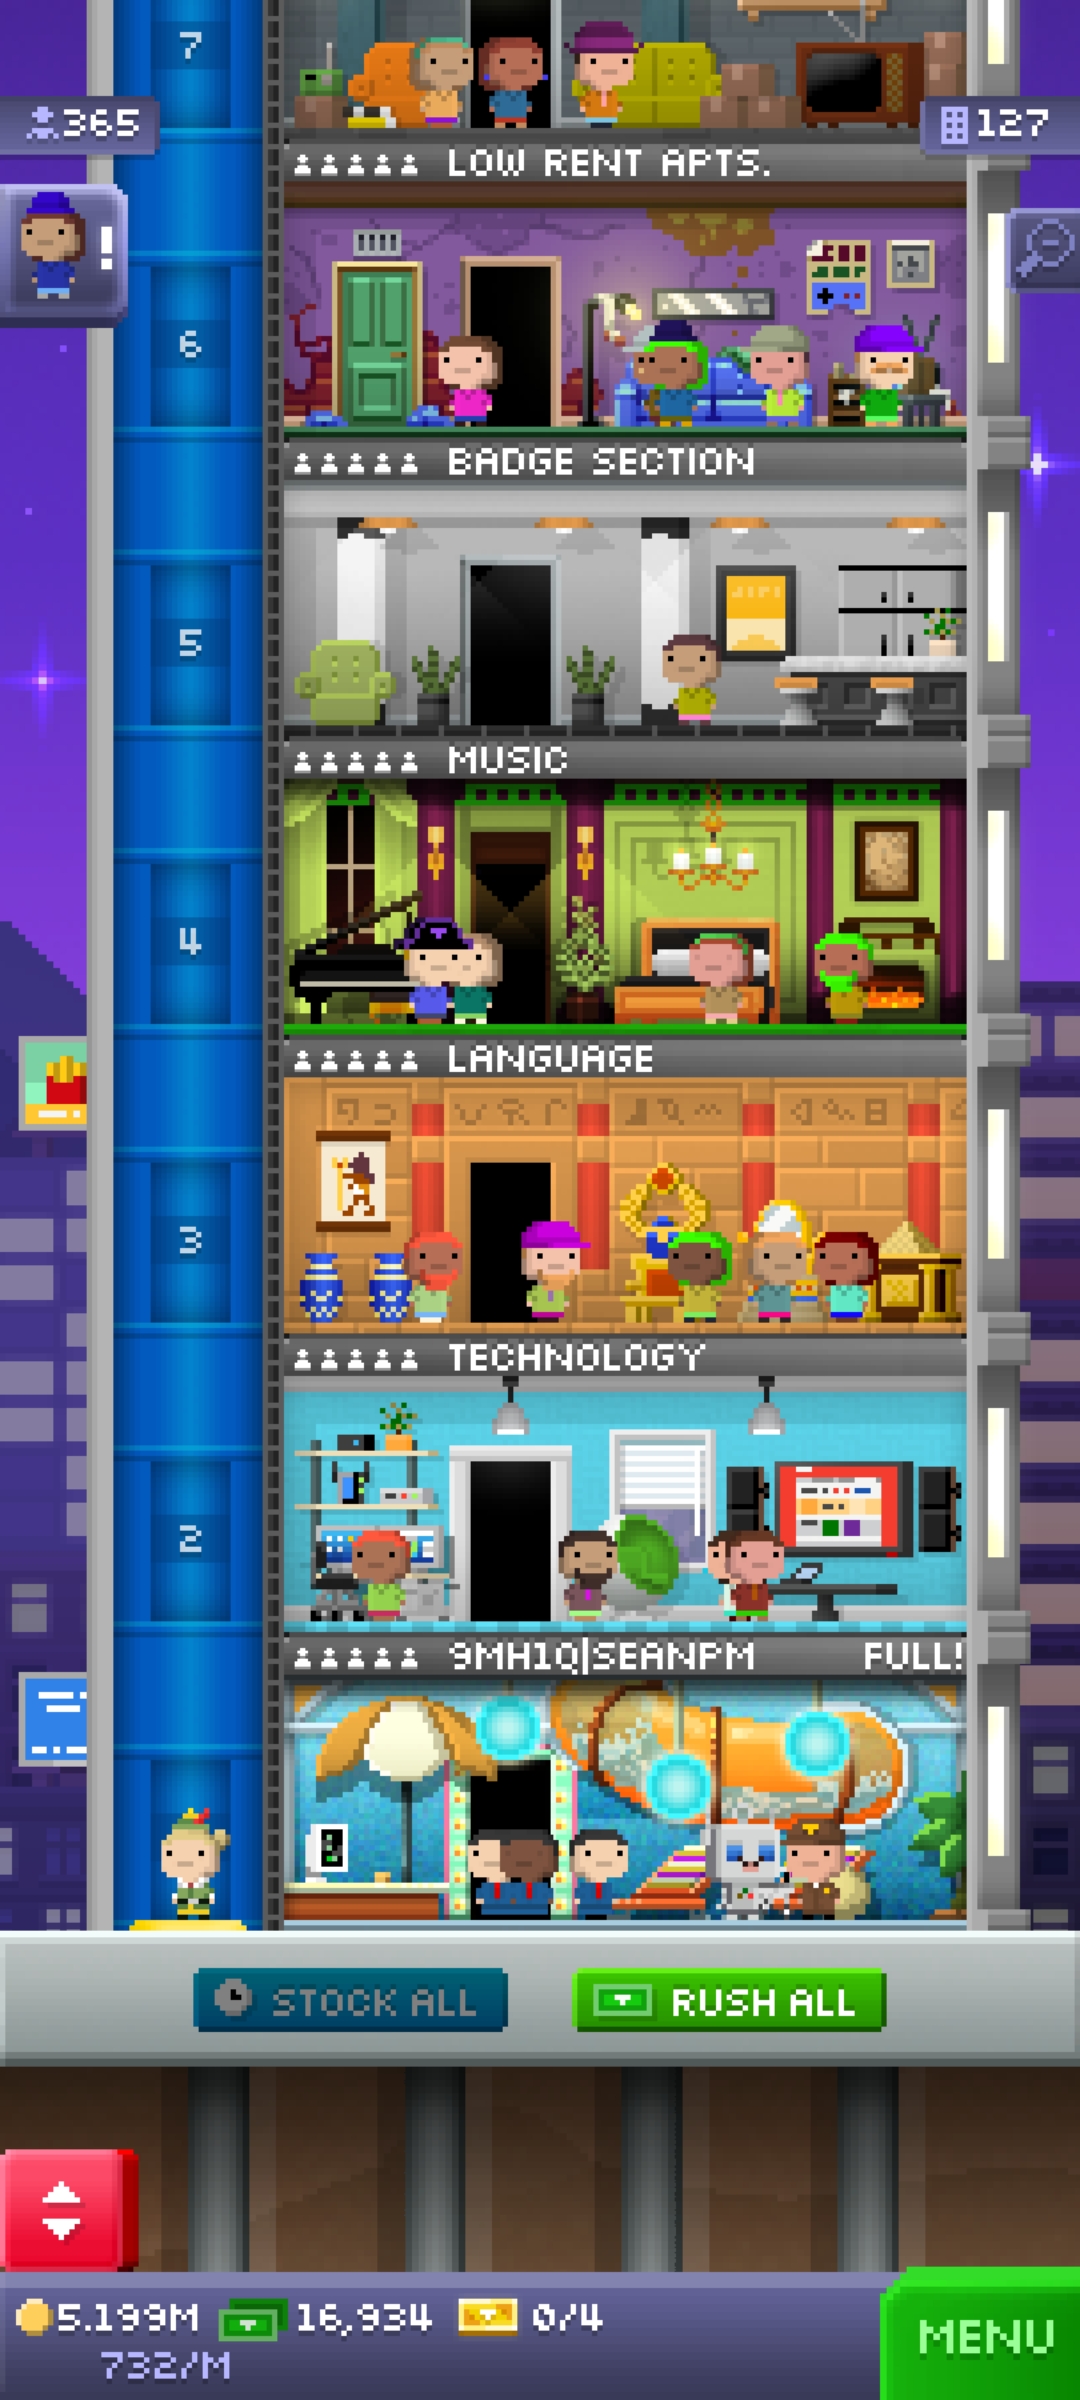 7
365
127
LOW RENT APTS.
!
6
BADGE SECTION
5
MUSIC
4
LANGUAGE
3
TECHNOLOGY
2
9MH1Q|SEANPM FULL!
STOCK ALL
RUSH ALL
5.199M 16,934 0/4
732/M
MENU